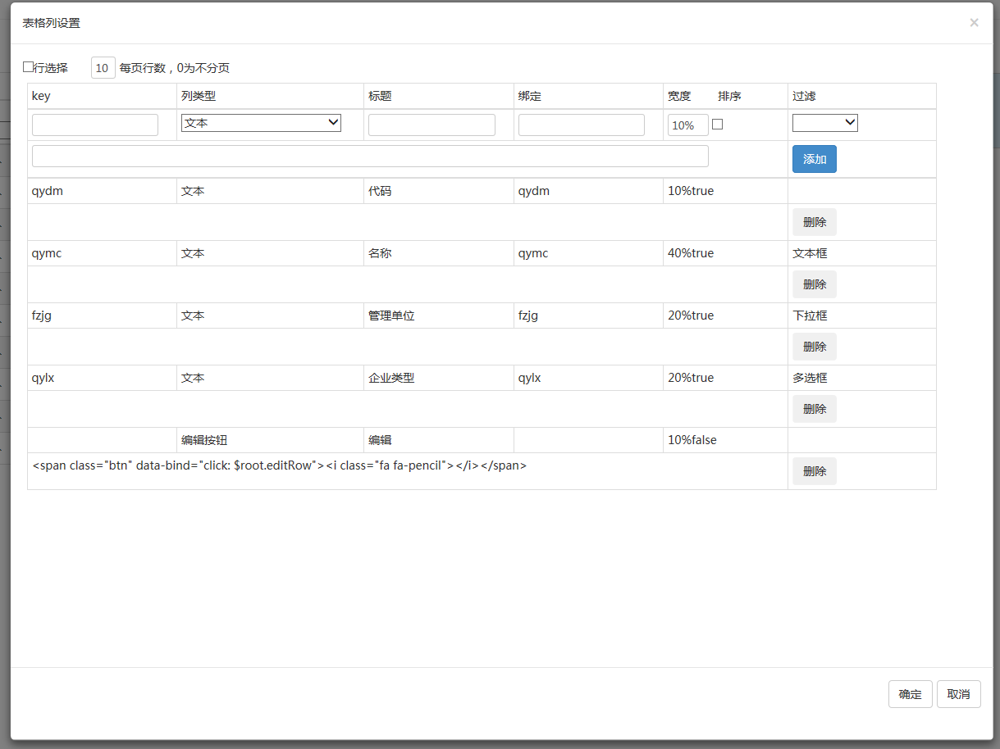 表格列设置 ×
行选择 10 每页行数，0为不分页
key 列类型 标题 绑定 宽度 排序 过滤
文本 10%
添加
qydm 文本 代码 qydm 10%true
删除
qymc 文本 名称 qymc 40%true 文本框
删除
fzjg 文本 管理单位 fzjg 20%true 下拉框
删除
qylx 文本 企业类型 qylx 20%true 多选框
删除
编辑按钮 编辑 10%false
<span class="btn" data-bind="click: $root.editRow"><i class="fa fa-pencil"></i></span> 删除
确定 取消